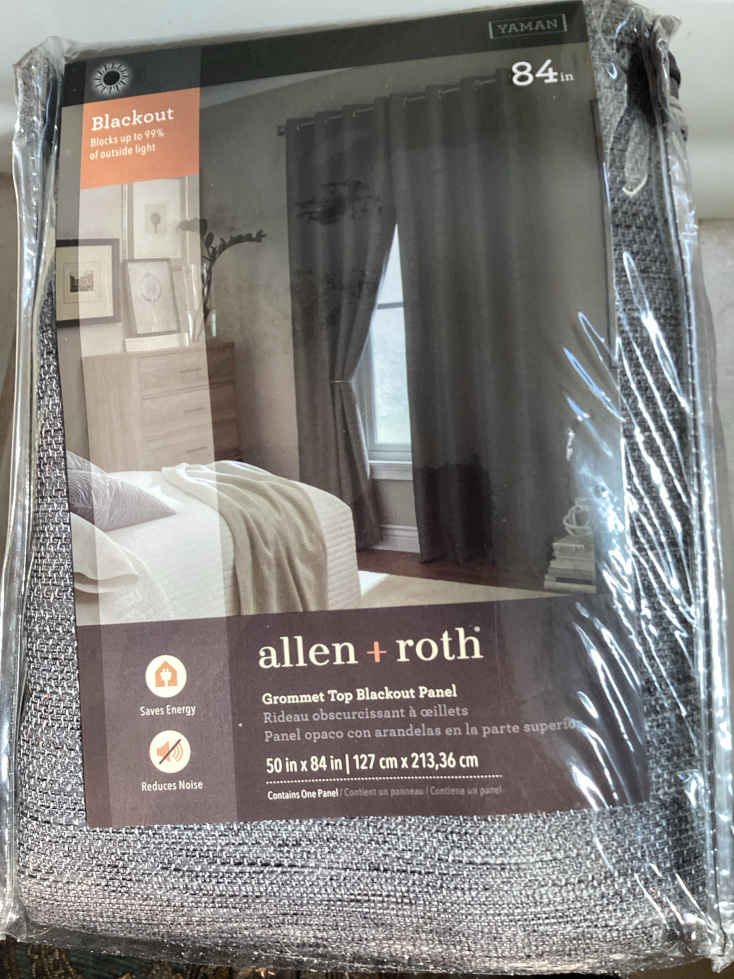 YAMAN
84in
Blackout
Blocks up to 99%
of outside light
allen + roth®
Grommet Top Blackout Panel
Rideau obscurcissant à œillets
Panel opaco con arandelas en la parte superior
Saves Energy
50 in x 84 in | 127 cm x 213,36 cm
Reduces Noise
Contains One Panel / Contient un panneau / Contiene un panel